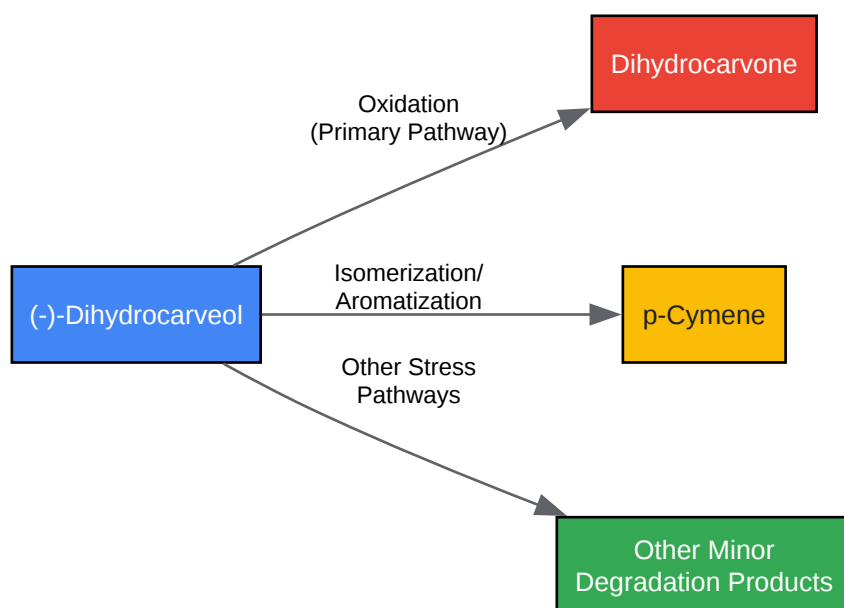 Dihydrocarvone
Oxidation
(Primary Pathway)
(-)-Dihydrocarveol
Isomerization/
Aromatization
p-Cymene
Other Stress
Pathways
Other Minor
Degradation Products